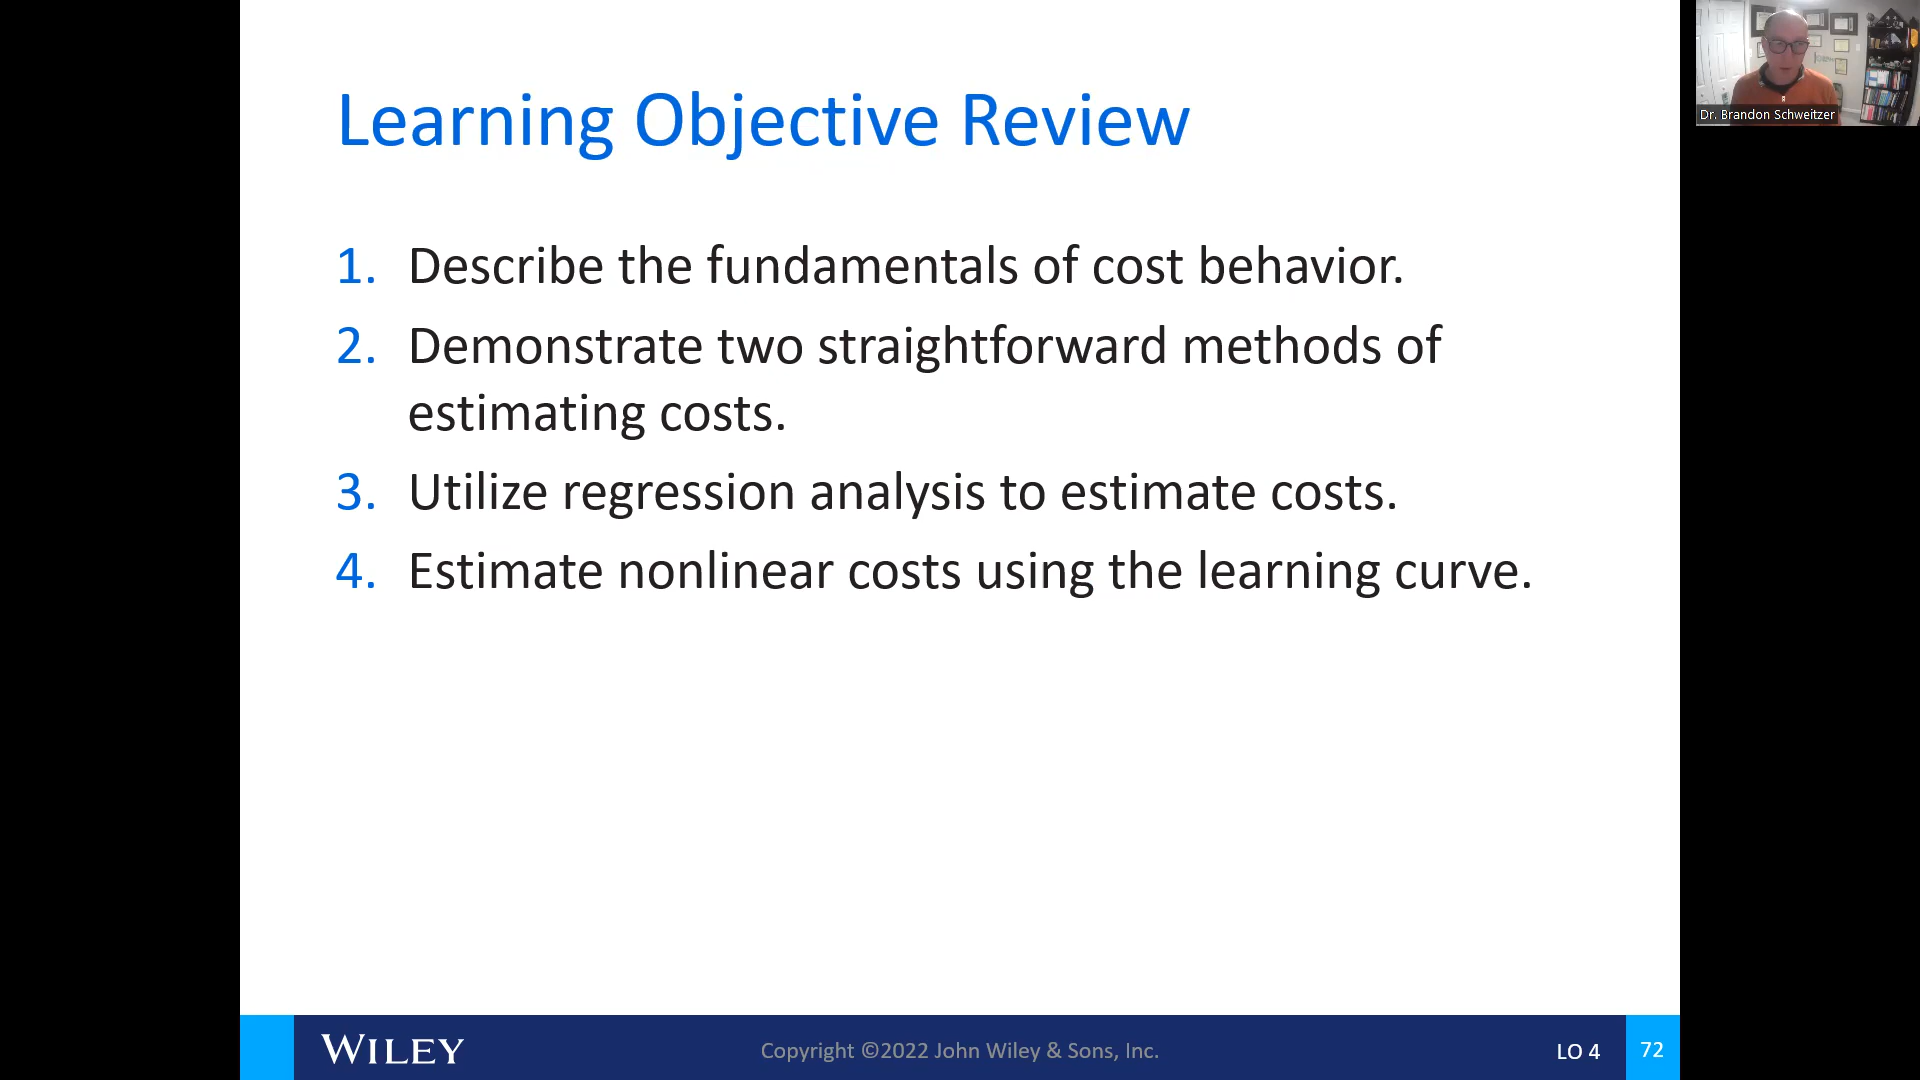 Learning Objective Review
1. Describe the fundamentals of cost behavior.
2. Demonstrate two straightforward methods of
estimating costs.
3. Utilize regression analysis to estimate costs.
4. Estimate nonlinear costs using the learning curve.
Dr. Brandon Schweitzer
WILEY
Copyright ©2022 John Wiley & Sons, Inc.
LO 4
72